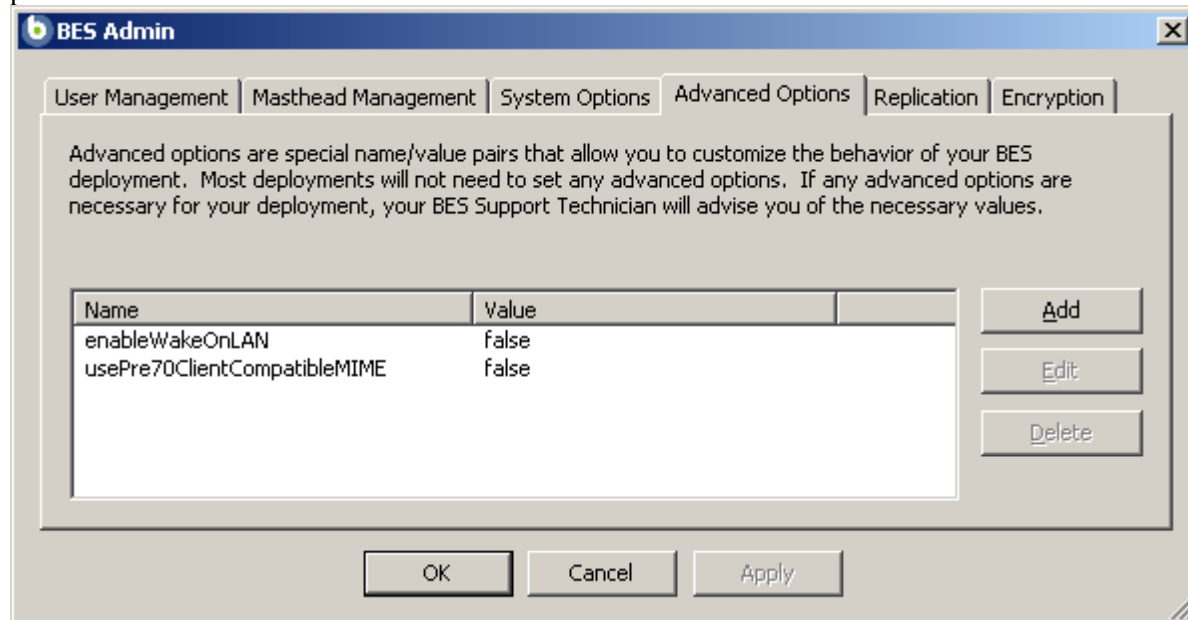 BES Admin
User Management Masthead Management System Options Advanced Options Replication Encryption
Advanced options are special name/value pairs that allow you to customize the behavior of your BES
deployment. Most deployments will not need to set any advanced options. If any advanced options are
necessary for your deployment, your BES Support Technician will advise you of the necessary values.
Name Value
enableWakeOnLAN false
usePre70ClientCompatibleMIME false
Add
Edit
Delete
OK Cancel Apply